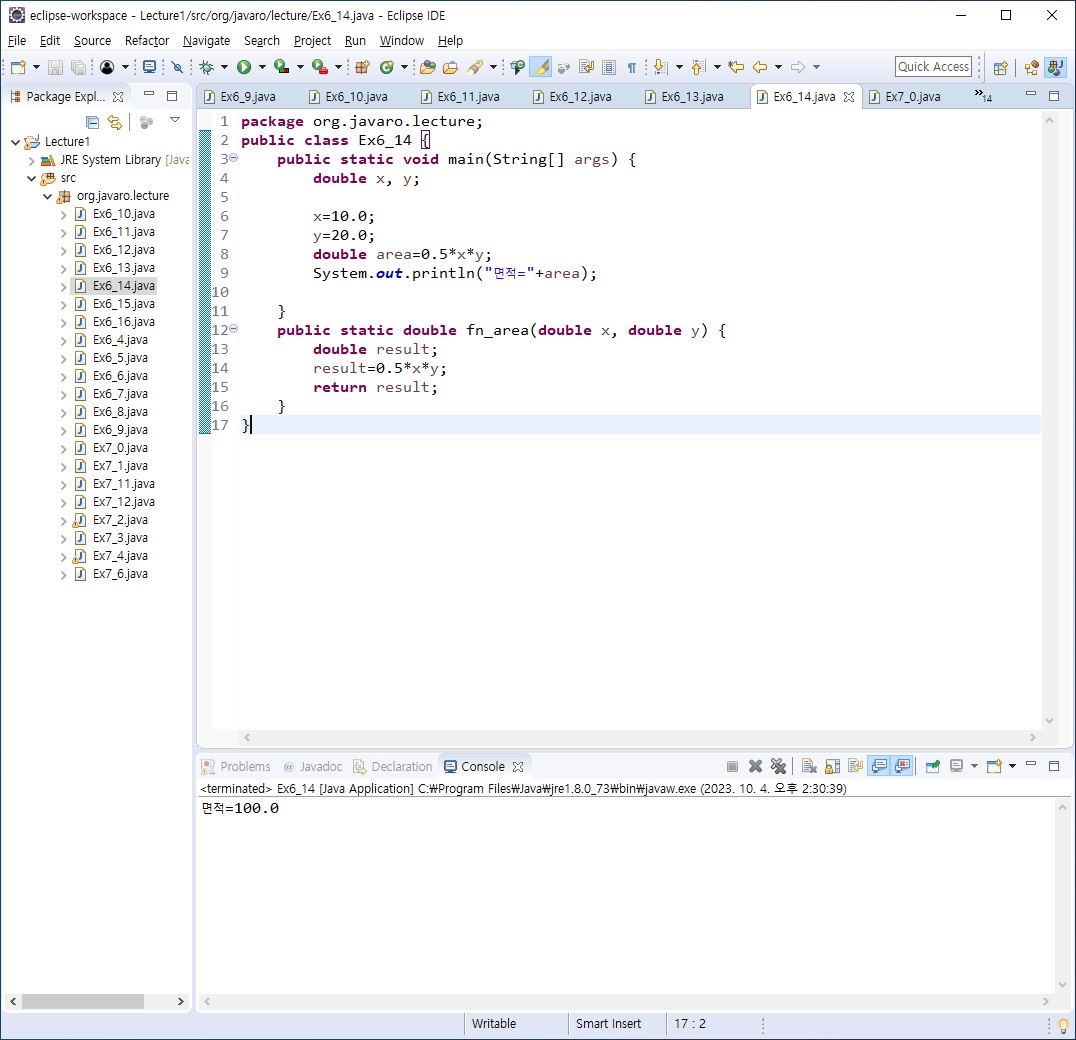 eclipse-workspace - Lecture1/src/org/javaro/lecture/Ex6_14.java - Eclipse IDE
File Edit Source Refactor Navigate Search Project Run Window Help
Quick Access
Package Expl...
Lecture1
JRE System Library [Java
src
org.javaro.lecture
Ex6_10.java
Ex6_11.java
Ex6_12.java
Ex6_13.java
Ex6_14.java
Ex6_15.java
Ex6_16.java
Ex6_4.java
Ex6_5.java
Ex6_6.java
Ex6_7.java
Ex6_8.java
Ex6_9.java
Ex7_0.java
Ex7_1.java
Ex7_11.java
Ex7_12.java
Ex7_2.java
Ex7_3.java
Ex7_4.java
Ex7_6.java
Ex6_9.java Ex6_10.java Ex6_11.java Ex6_12.java Ex6_13.java Ex6_14.java Ex7_0.java »14
1 package org.javaro.lecture;
2 public class Ex6_14 {
3 public static void main(String[] args) {
4 double x, y;
5
6 x=10.0;
7 y=20.0;
8 double area=0.5*x*y;
9 System.out.println("면적="+area);
10
11 }
12 public static double fn_area(double x, double y) {
13 double result;
14 result=0.5*x*y;
15 return result;
16 }
17 }
Problems @ Javadoc Declaration Console
<terminated> Ex6_14 [Java Application] C:₩Program Files₩Java₩jre1.8.0_73₩bin₩javaw.exe (2023. 10. 4. 오후 2:30:39)
면적=100.0
Writable Smart Insert 17 : 2